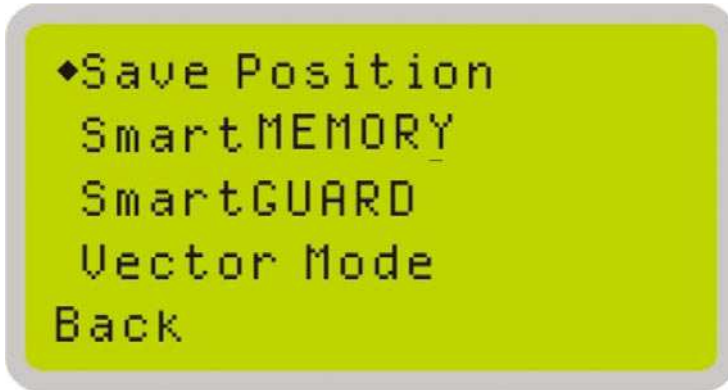 ◆Save Position
SmartMEMORY
SmartGUARD
Vector Mode
Back